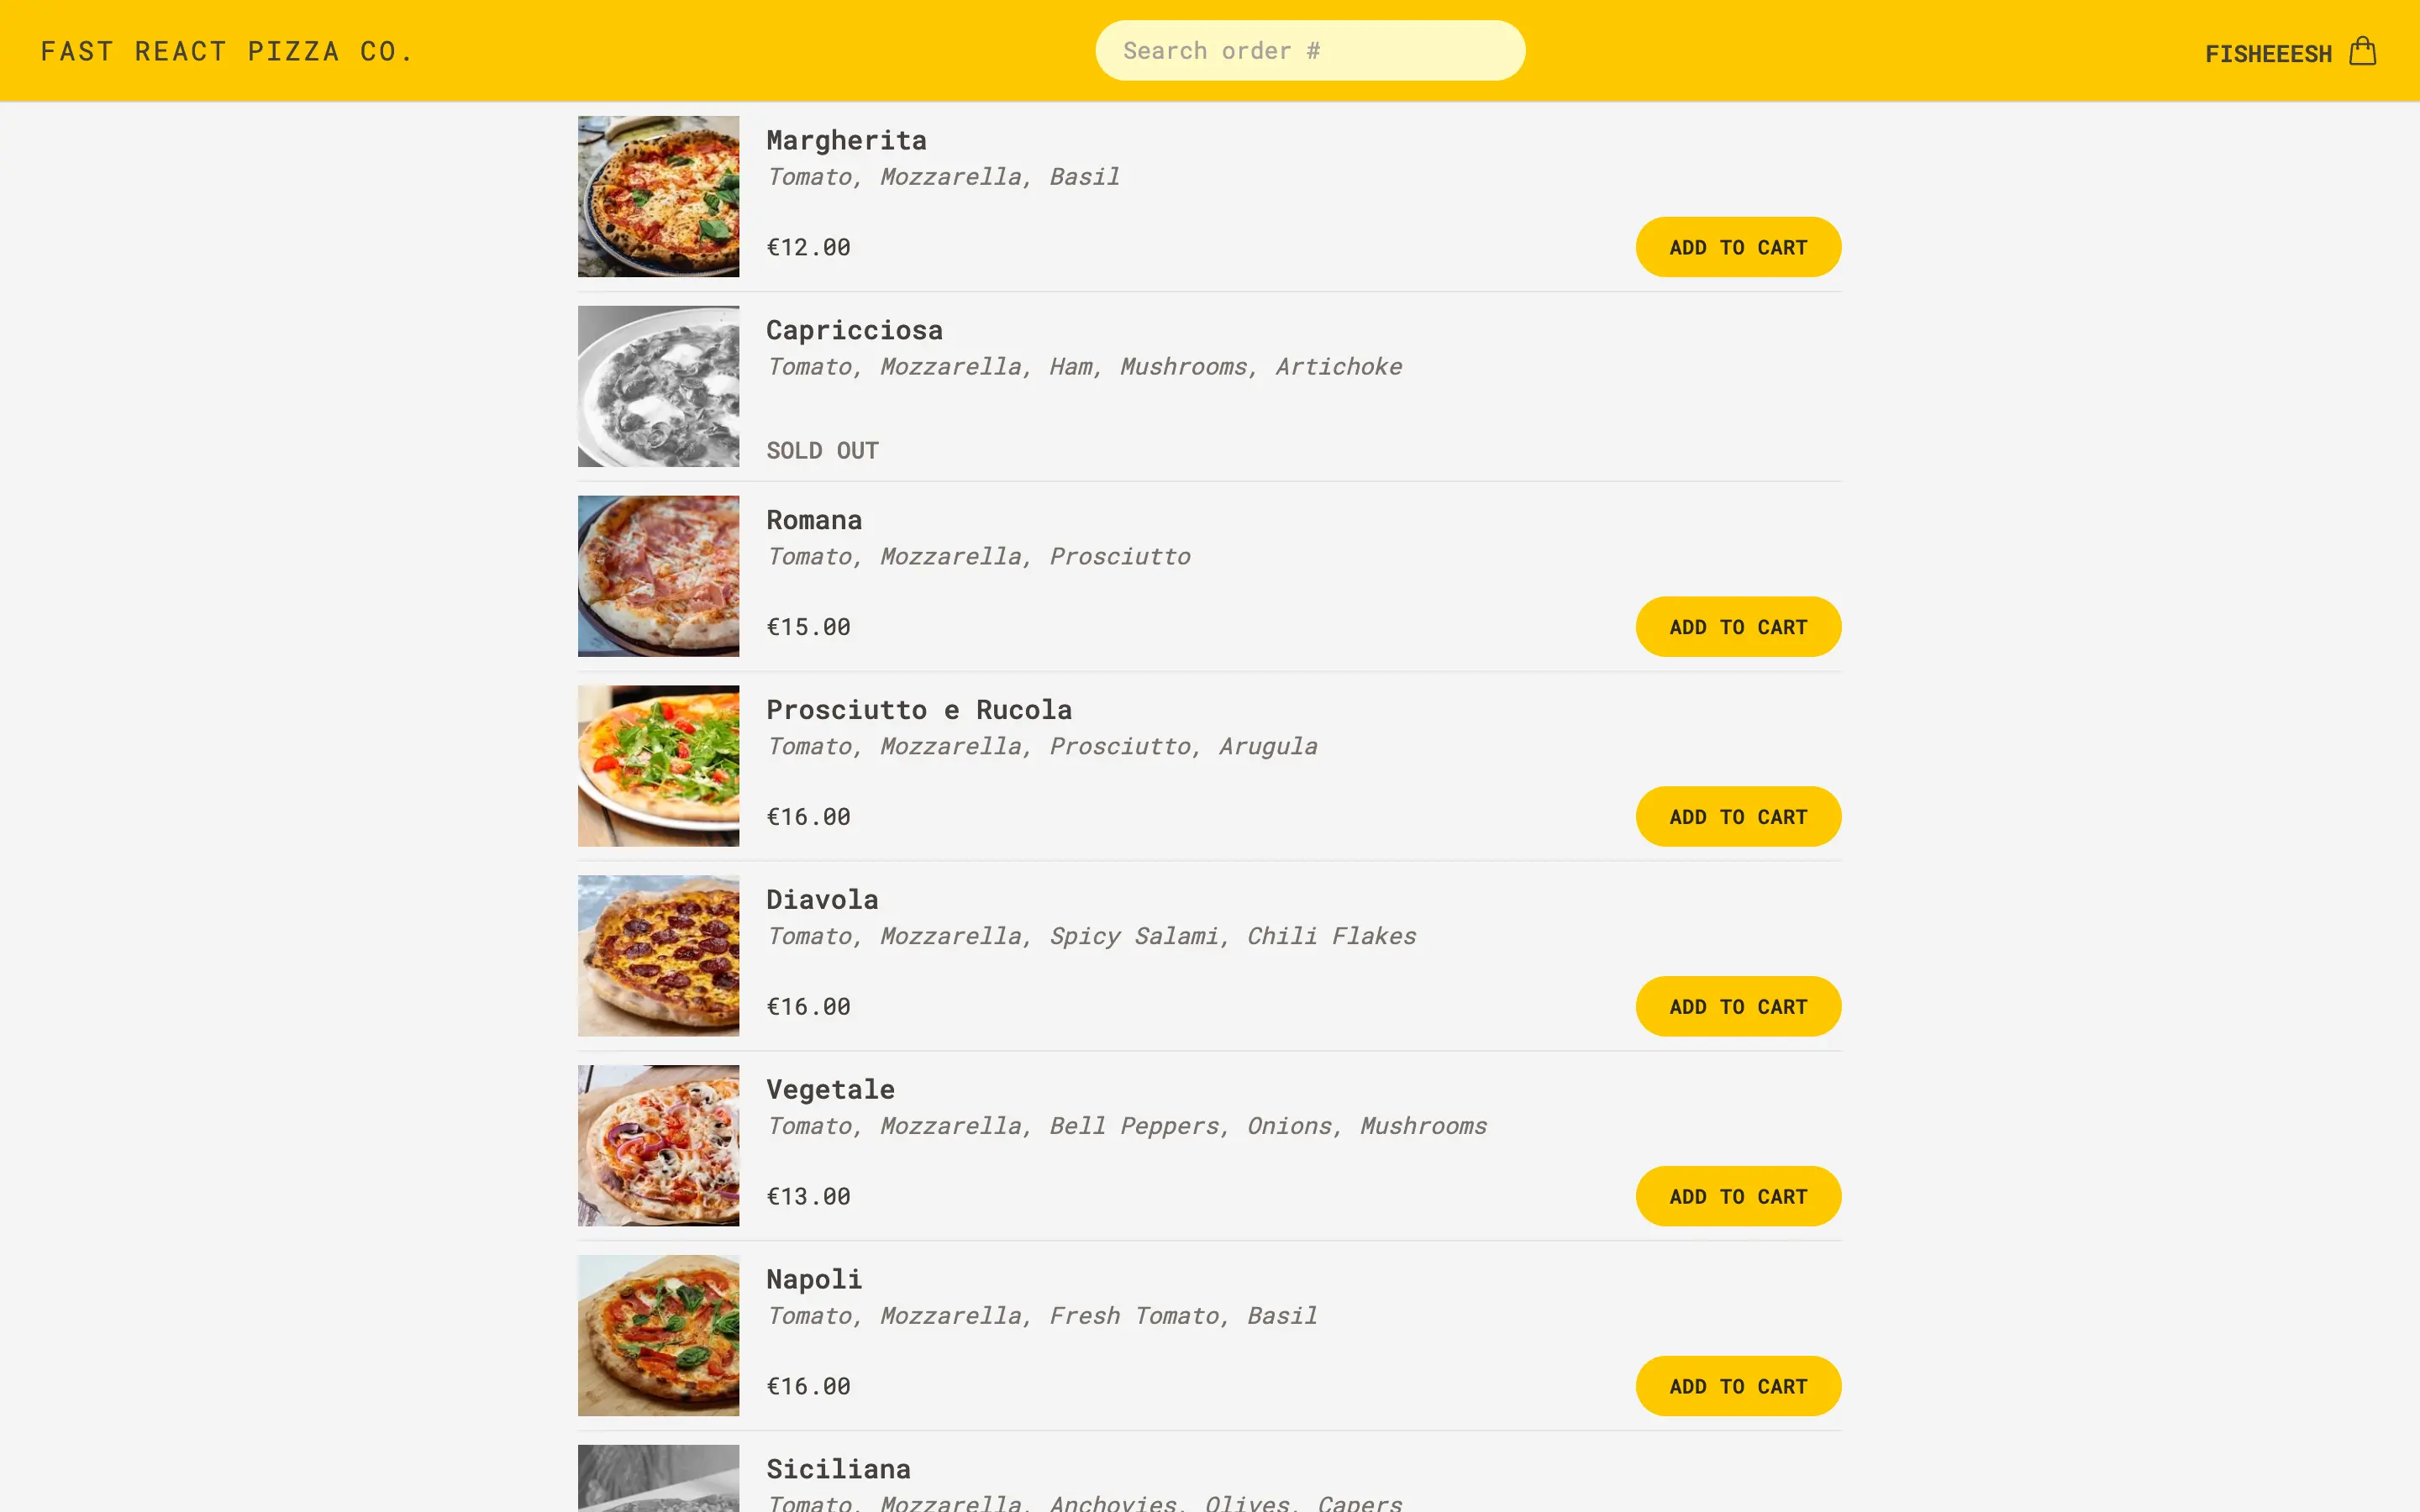 FAST REACT PIZZA CO.
Search order #
FISHEEESH
Margherita
Tomato, Mozzarella, Basil
€12.00
ADD TO CART
Capricciosa
Tomato, Mozzarella, Ham, Mushrooms, Artichoke
SOLD OUT
Romana
Tomato, Mozzarella, Prosciutto
€15.00
ADD TO CART
Prosciutto e Rucola
Tomato, Mozzarella, Prosciutto, Arugula
€16.00
ADD TO CART
Diavola
Tomato, Mozzarella, Spicy Salami, Chili Flakes
€16.00
ADD TO CART
Vegetale
Tomato, Mozzarella, Bell Peppers, Onions, Mushrooms
€13.00
ADD TO CART
Napoli
Tomato, Mozzarella, Fresh Tomato, Basil
€16.00
ADD TO CART
Siciliana
Tomato, Mozzarella, Anchovies, Olives, Capers